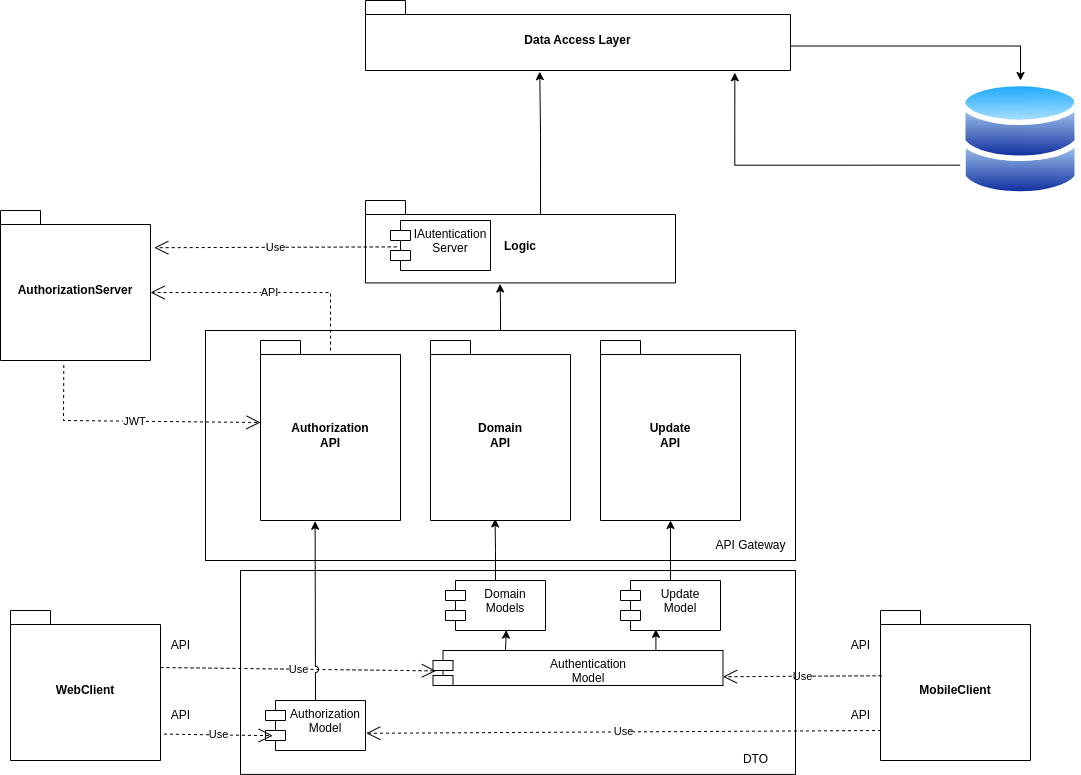 Data Access Layer
IAutentication
Server
Logic
Use
AuthorizationServer
API
JWT
Authorization
API
Domain
API
Update
API
API Gateway
Domain
Models
Update
Model
API
Use
Authentication
Model
Use
API
WebClient
MobileClient
API
Use
Authorization
Model
Use
API
DTO